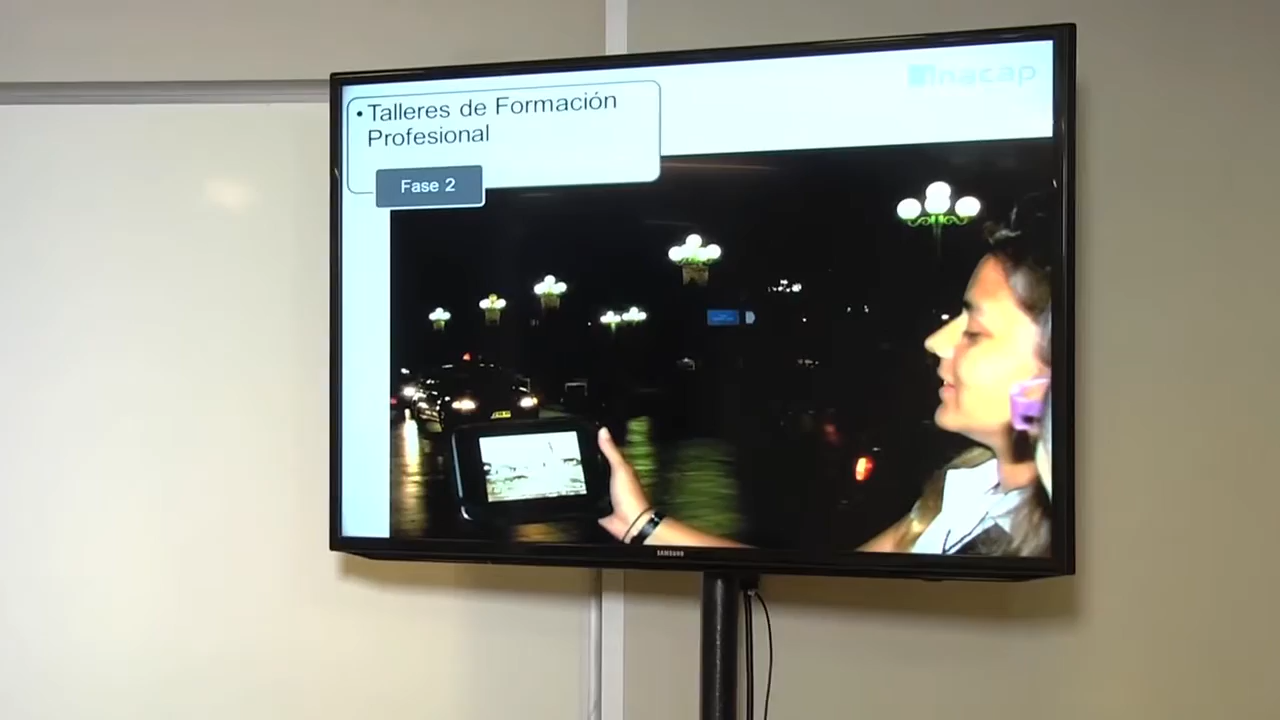 inacap
• Talleres de Formación
Profesional
Fase 2
SAMSUNG